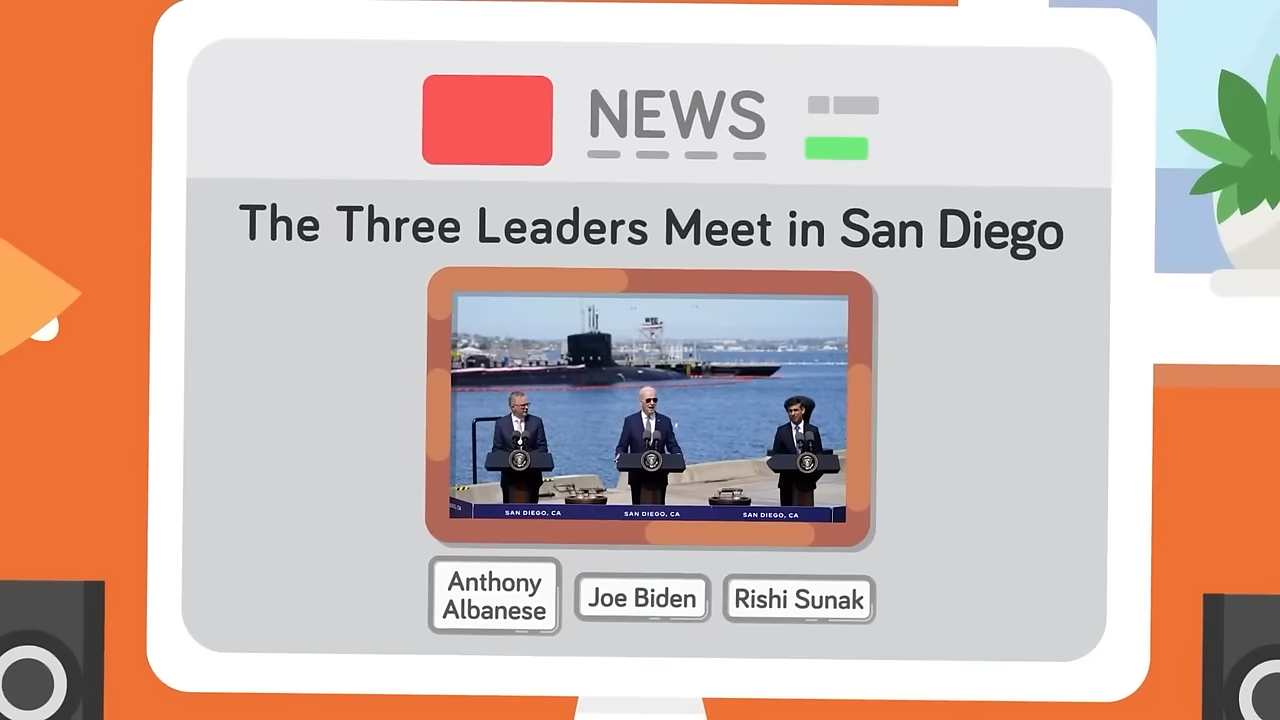 NEWS
The Three Leaders Meet in San Diego
SAN DIEGO, CA
SAN DIEGO, CA
SAN DIEGO, CA
Anthony
Albanese
Joe Biden
Rishi Sunak